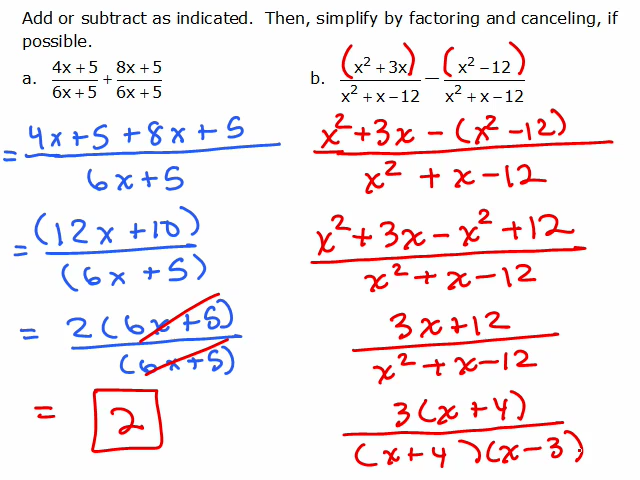 Add or subtract as indicated. Then, simplify by factoring and canceling, if
possible.
a. (4x + 5)/(6x + 5) + (8x + 5)/(6x + 5)
= (4x+5+8x+5)/(6x+5)
= (12x+10)/(6x+5)
= 2(6x+5)/(6x+5)
= 2
b. (x² + 3x)/(x² + x − 12) − (x² − 12)/(x² + x − 12)
(x²+3x−(x²−12))/(x²+x−12)
(x²+3x−x²+12)/(x²+x−12)
(3x+12)/(x²+x−12)
3(x+4)/(x+4)(x−3)